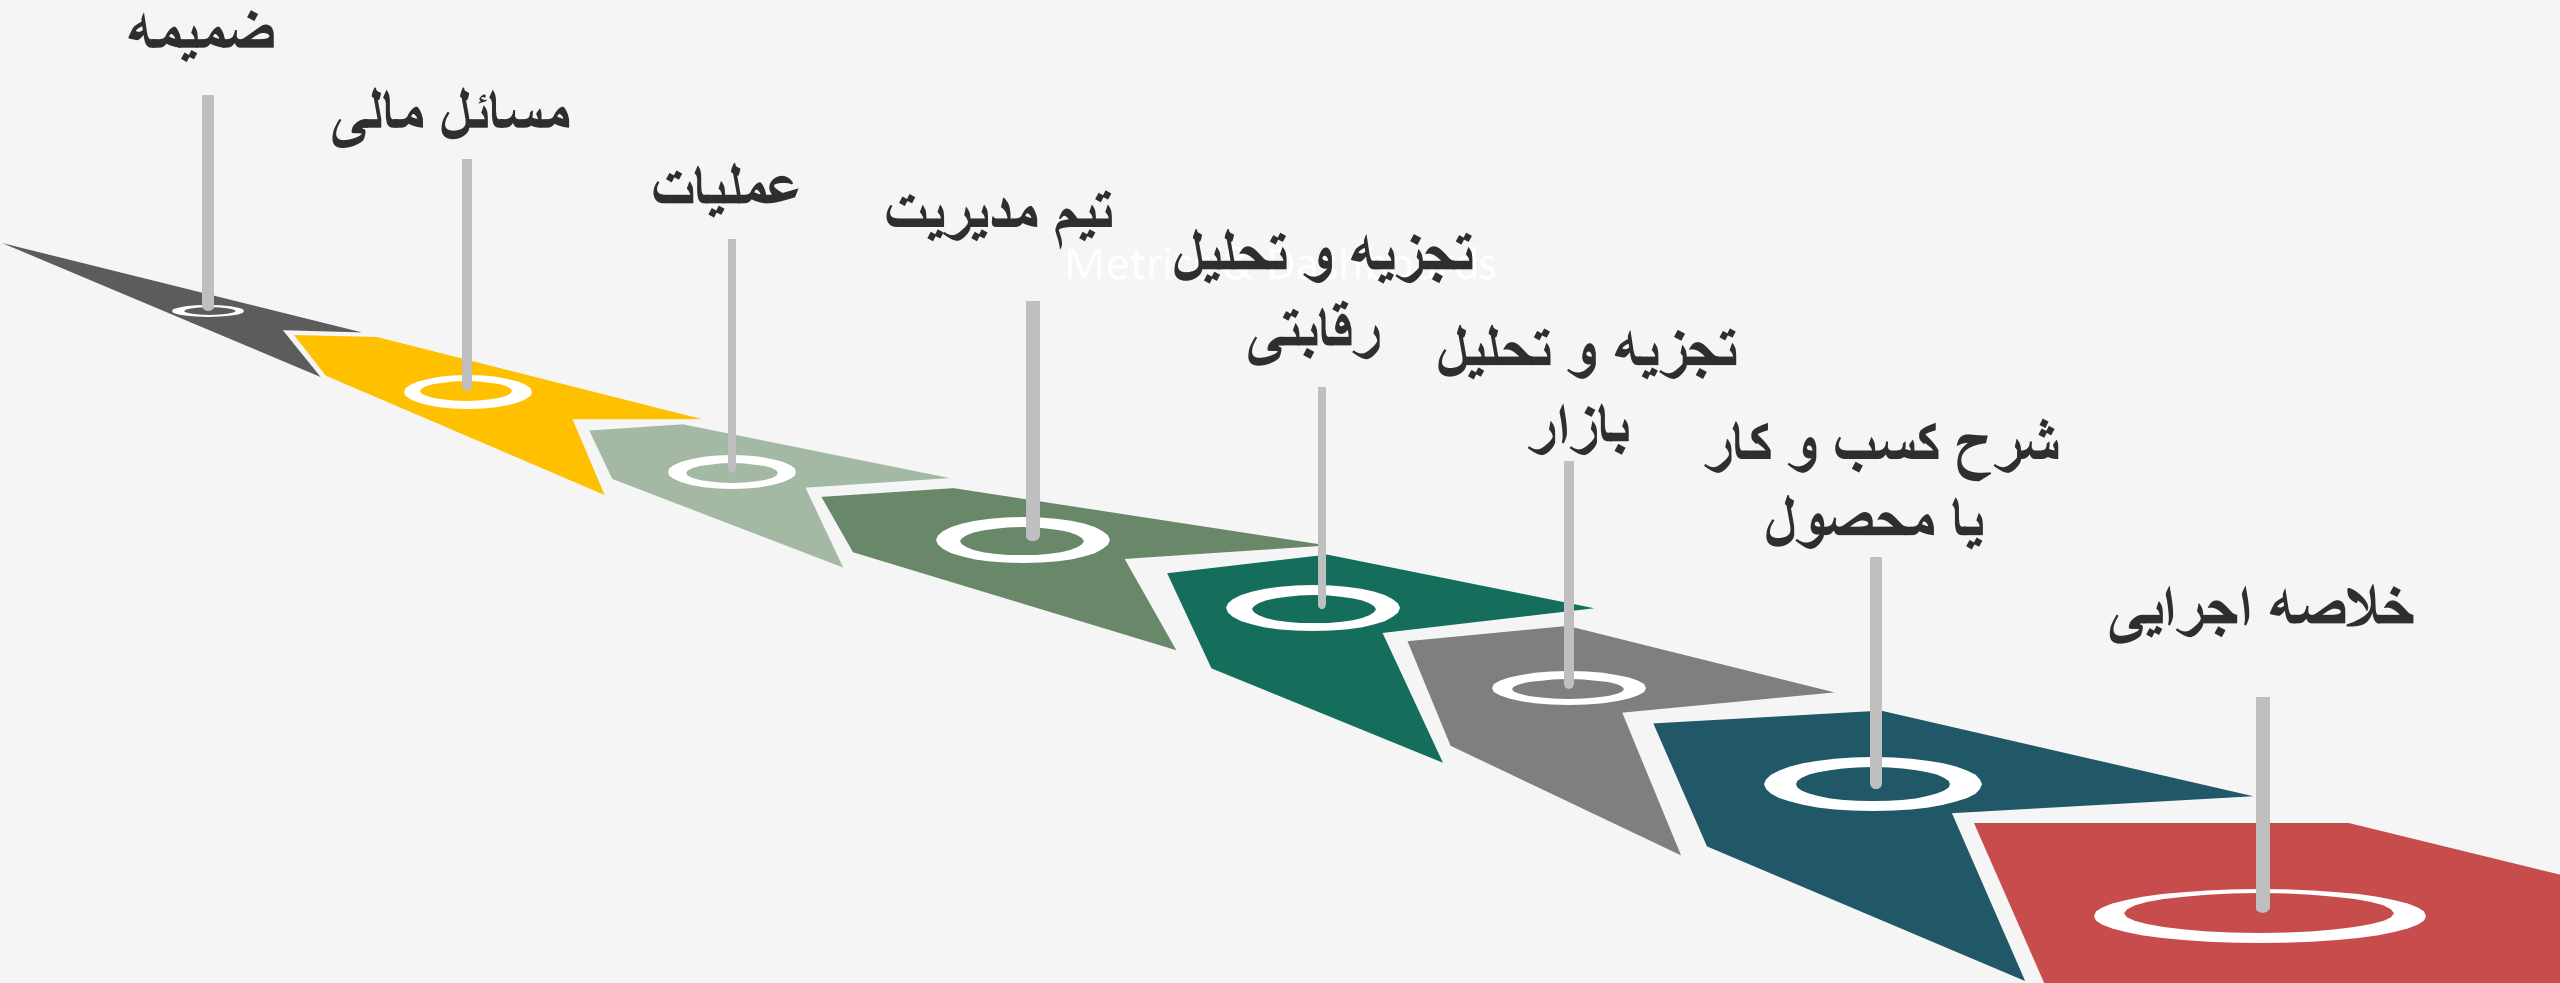 ضمیمه
مسائل مالی
عملیات
تیم مدیریت
تجزیه و تحلیل
رقابتی
تجزیه و تحلیل
بازار
شرح کسب و کار
یا محصول
خلاصه اجرایی